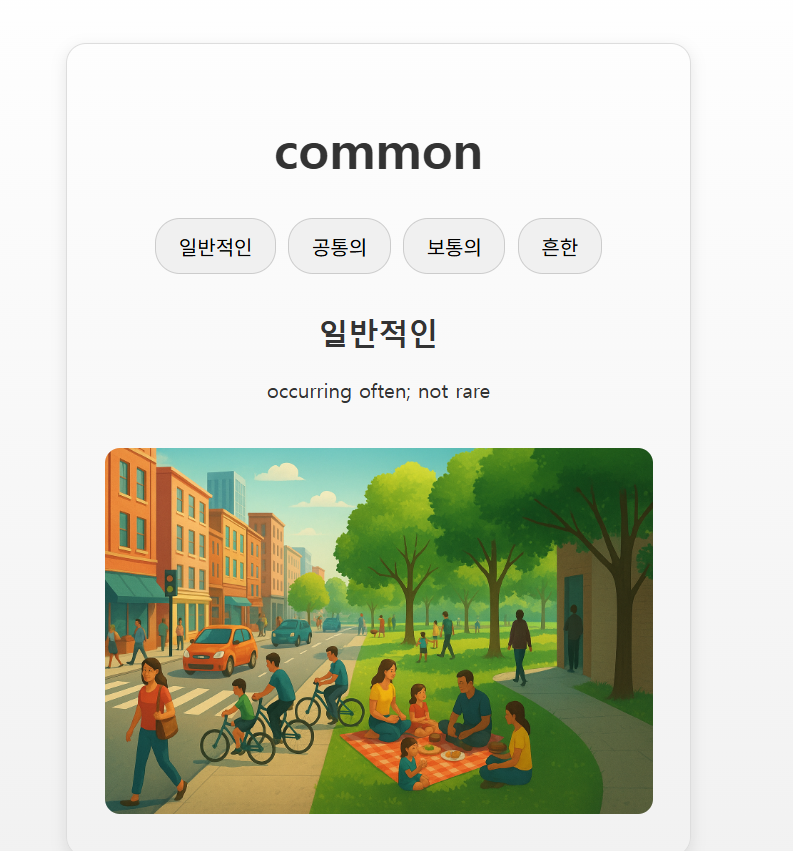 common
일반적인 공통의 보통의 흔한
일반적인
occurring often; not rare